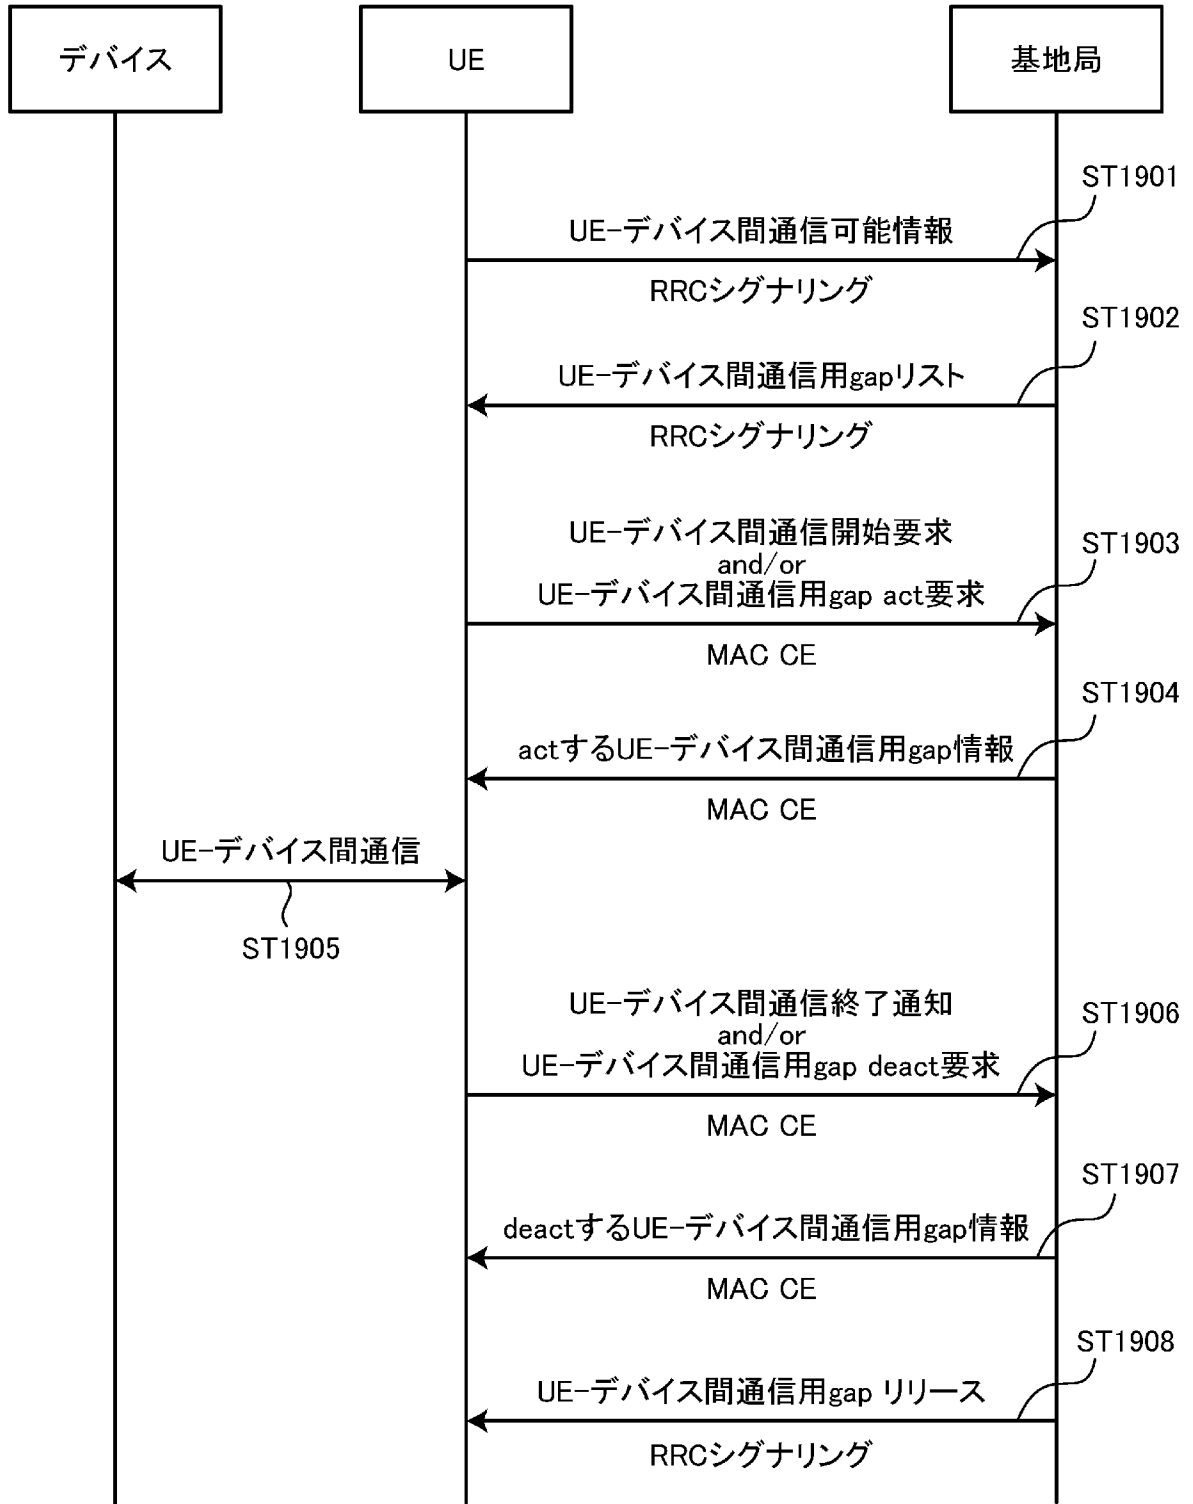 デバイス
UE
基地局
ST1901
UE-デバイス間通信可能情報
RRCシグナリング
ST1902
UE-デバイス間通信用gapリスト
RRCシグナリング
UE-デバイス間通信開始要求
and/or
UE-デバイス間通信用gap act要求
ST1903
MAC CE
ST1904
actするUE-デバイス間通信用gap情報
MAC CE
UE-デバイス間通信
ST1905
UE-デバイス間通信終了通知
and/or
UE-デバイス間通信用gap deact要求
ST1906
MAC CE
ST1907
deactするUE-デバイス間通信用gap情報
MAC CE
ST1908
UE-デバイス間通信用gap リリース
RRCシグナリング